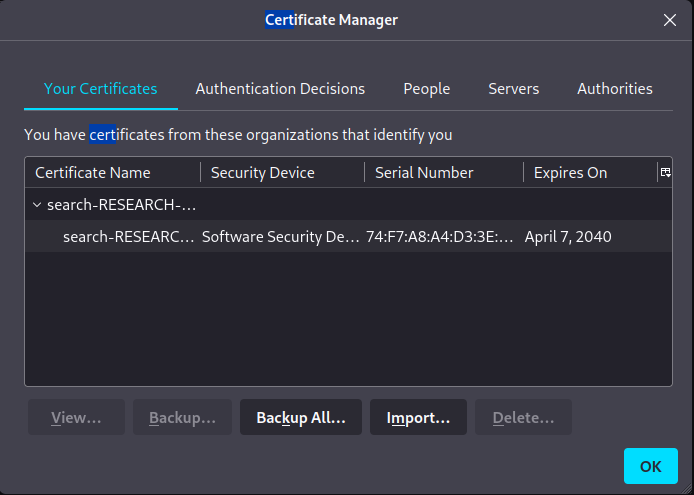 Certificate Manager
Your Certificates Authentication Decisions People Servers Authorities
You have certificates from these organizations that identify you
Certificate Name Security Device Serial Number Expires On
search-RESEARCH-…
search-RESEARC… Software Security De… 74:F7:A8:A4:D3:3E:… April 7, 2040
View… Backup… Backup All… Import… Delete…
OK